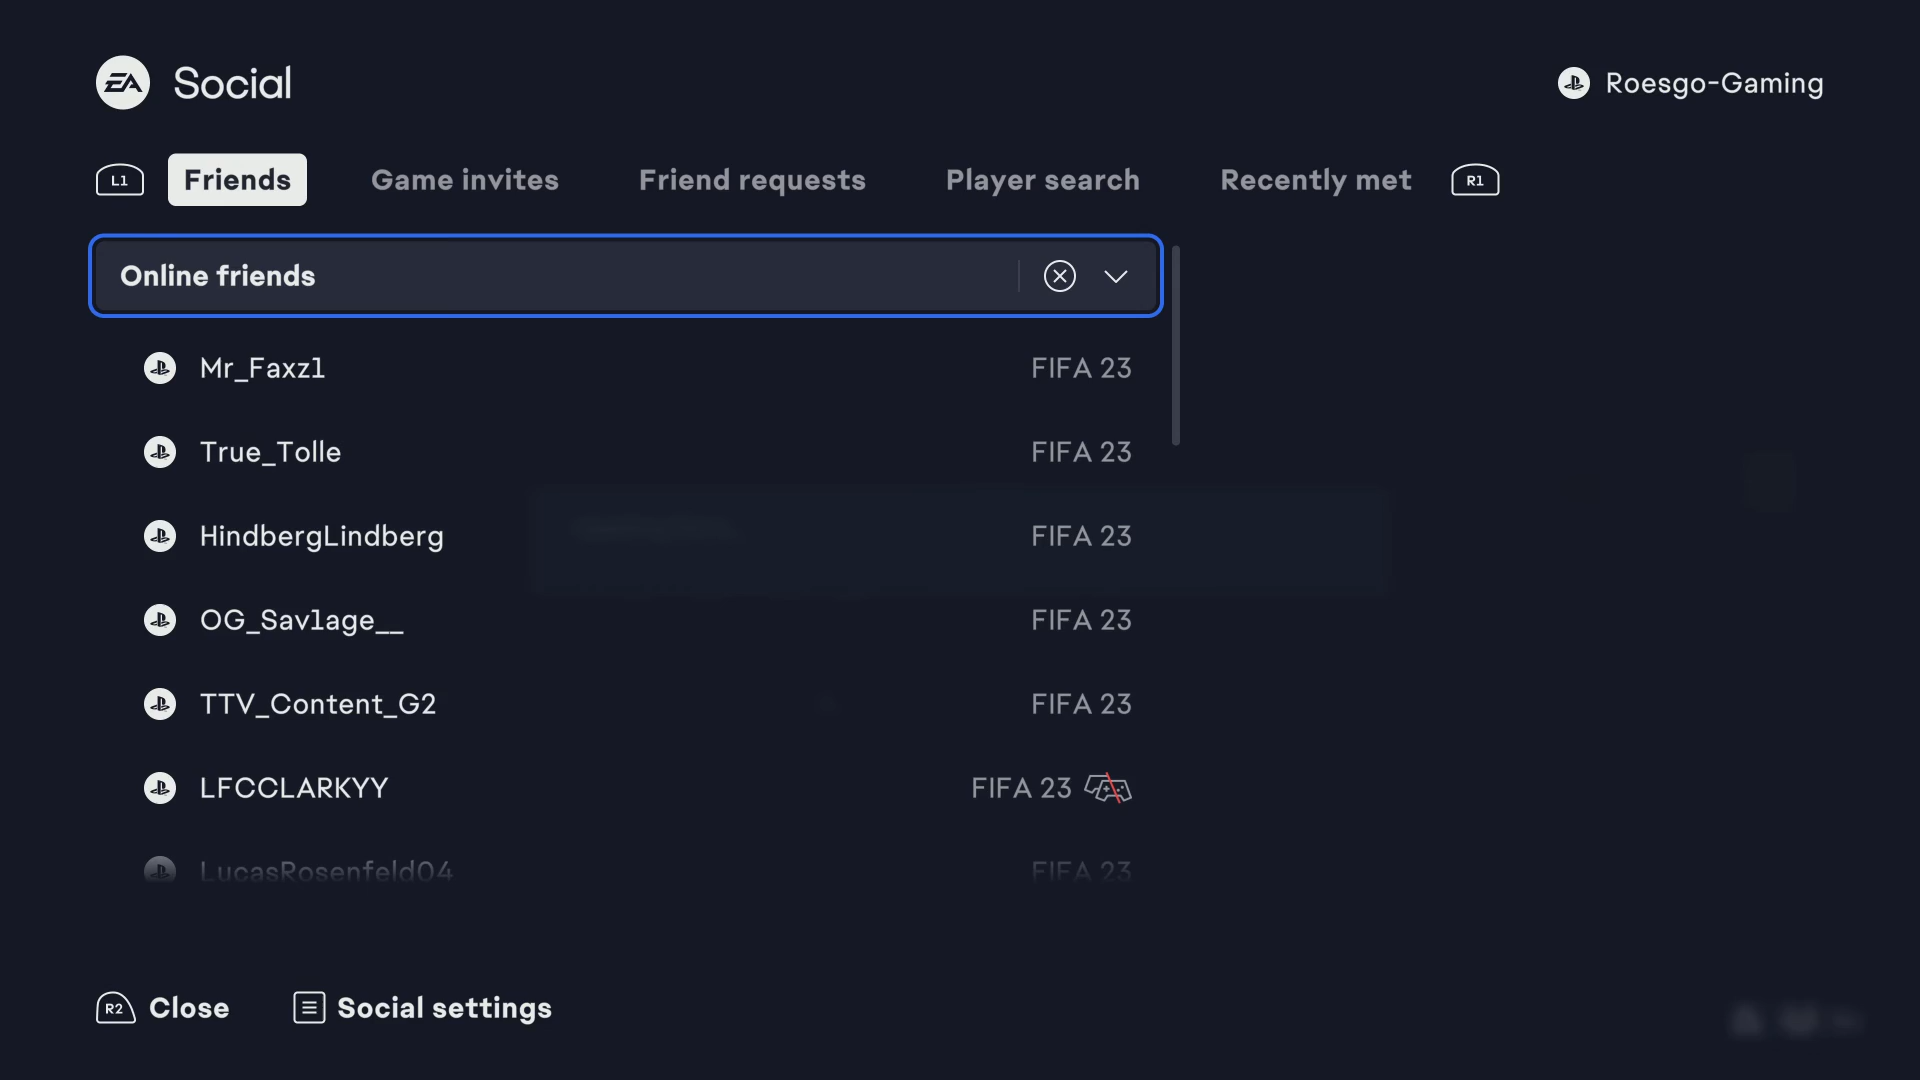 EA Social
Roesgo-Gaming
L1 Friends Game invites Friend requests Player search Recently met R1
Online friends
Mr_Faxz1 FIFA 23
True_Tolle FIFA 23
HindbergLindberg FIFA 23
OG_Sav1age__ FIFA 23
TTV_Content_G2 FIFA 23
LFCCLARKYY FIFA 23
LucasRosenfeld04 FIFA 23
R2 Close Social settings